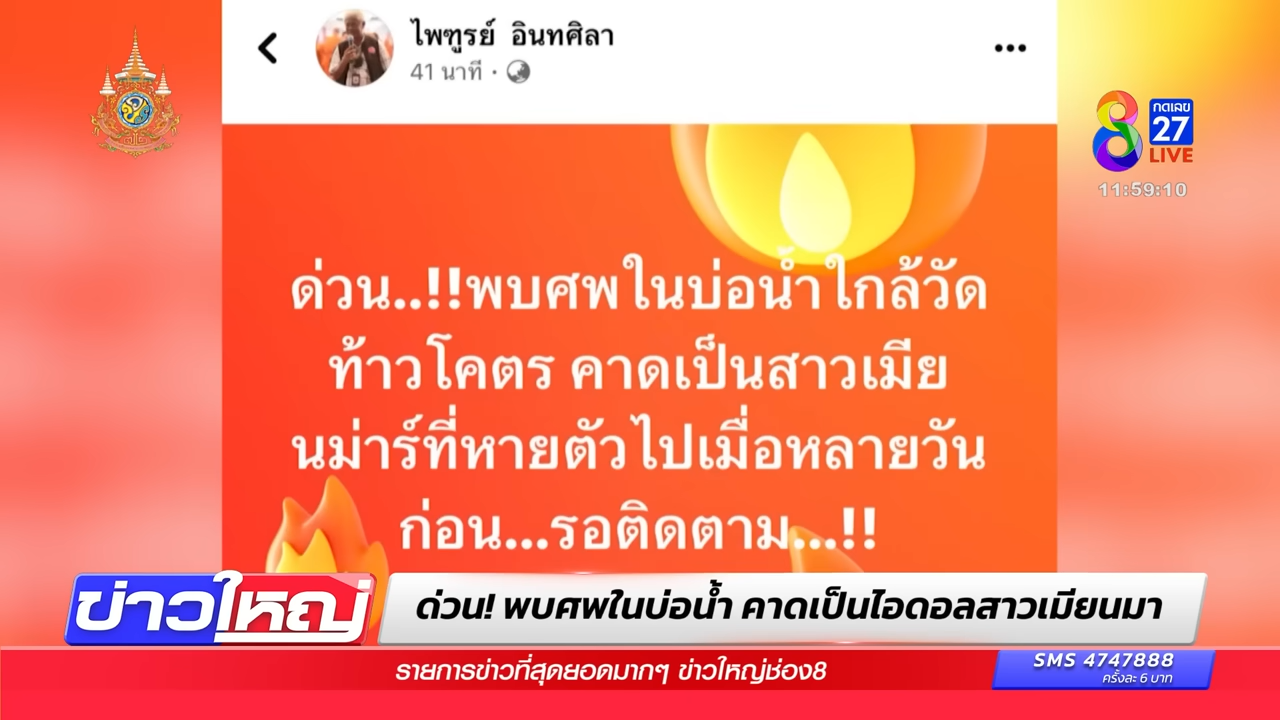 ไพฑูรย์ อินทศิลา
41 นาที ·
8
กดเลข
27
LIVE
11:59:10
ด่วน..!!พบศพในบ่อน้ำใกล้วัด
ท้าวโคตร คาดเป็นสาวเมีย
นม่าร์ที่หายตัวไปเมื่อหลายวัน
ก่อน...รอติดตาม...!!
ข่าวใหญ่
ด่วน! พบศพในบ่อน้ำ คาดเป็นไอดอลสาวเมียนมา
รายการข่าวที่สุดยอดมากๆ ข่าวใหญ่ช่อง8
SMS 4747888
ครั้งละ 6 บาท